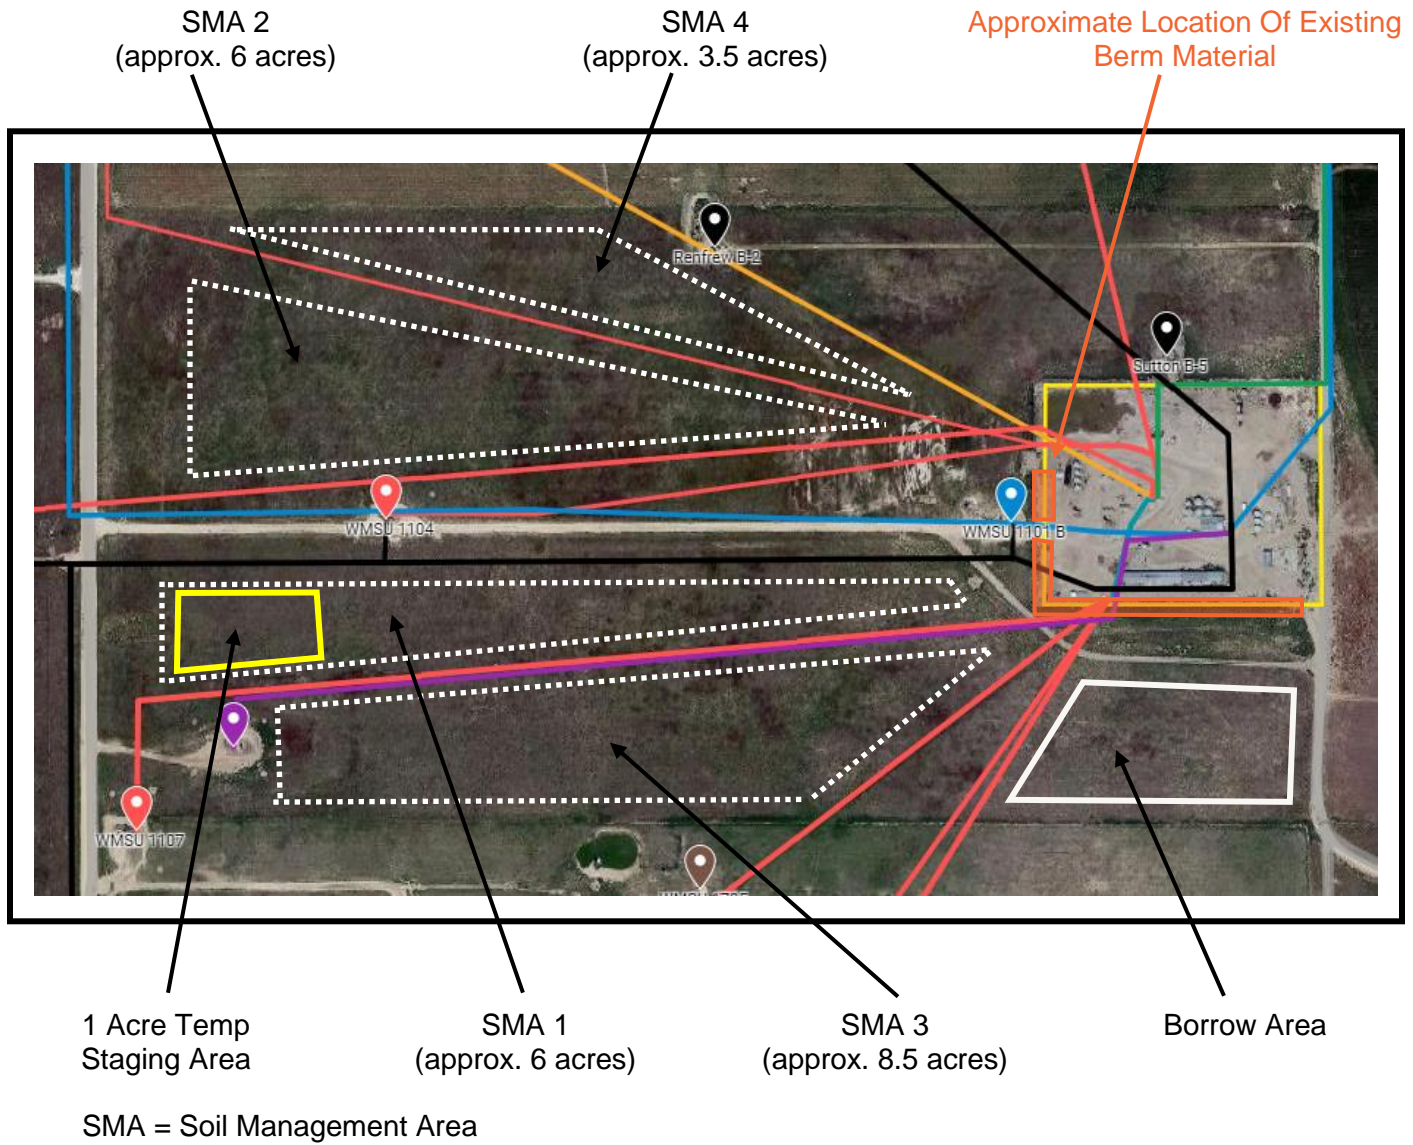 SMA 2
(approx. 6 acres)
SMA 4
(approx. 3.5 acres)
Approximate Location Of Existing
Berm Material
Renfrew B-2
Sutton B-5
WMSU 1104
WMSU 1101 B
WMSU 1107
1 Acre Temp
Staging Area
SMA 1
(approx. 6 acres)
SMA 3
(approx. 8.5 acres)
Borrow Area
SMA = Soil Management Area